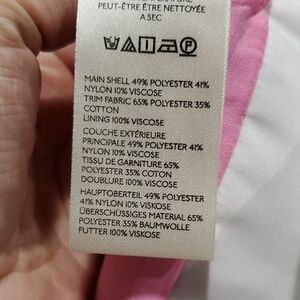 PEUT-ÊTRE ÊTRE NETTOYÉE
A SEC
MAIN SHELL 49% POLYESTER 41%
NYLON 10% VISCOSE
TRIM FABRIC 65% POLYESTER 35%
COTTON
LINING 100% VISCOSE
COUCHE EXTÉRIEURE
PRINCIPALE 49% POLYESTER 41%
NYLON 10% VISCOSE
TISSU DE GARNITURE 65%
POLYESTER 35% COTON
DOUBLURE 100% VISCOSE
HAUPTOBERTEIL 49% POLYESTER
41% NYLON 10% VISKOSE
ÜBERSCHÜSSIGES MATERIAL 65%
POLYESTER 35% BAUMWOLLE
FUTTER 100% VISKOSE